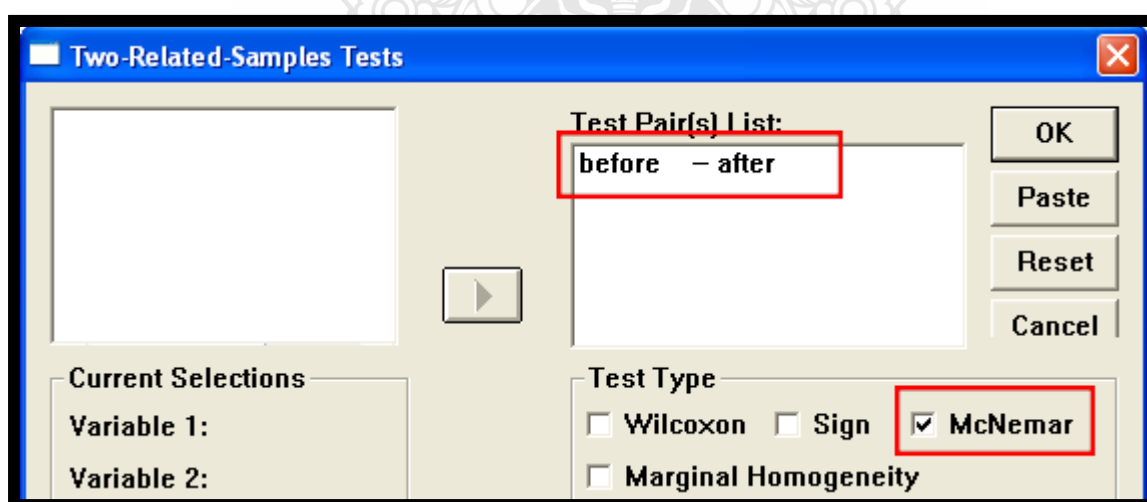 Two-Related-Samples Tests
Test Pair(s) List:
before – after
OK
Paste
Reset
Cancel
Current Selections
Variable 1:
Variable 2:
Test Type
Wilcoxon Sign McNemar
Marginal Homogeneity